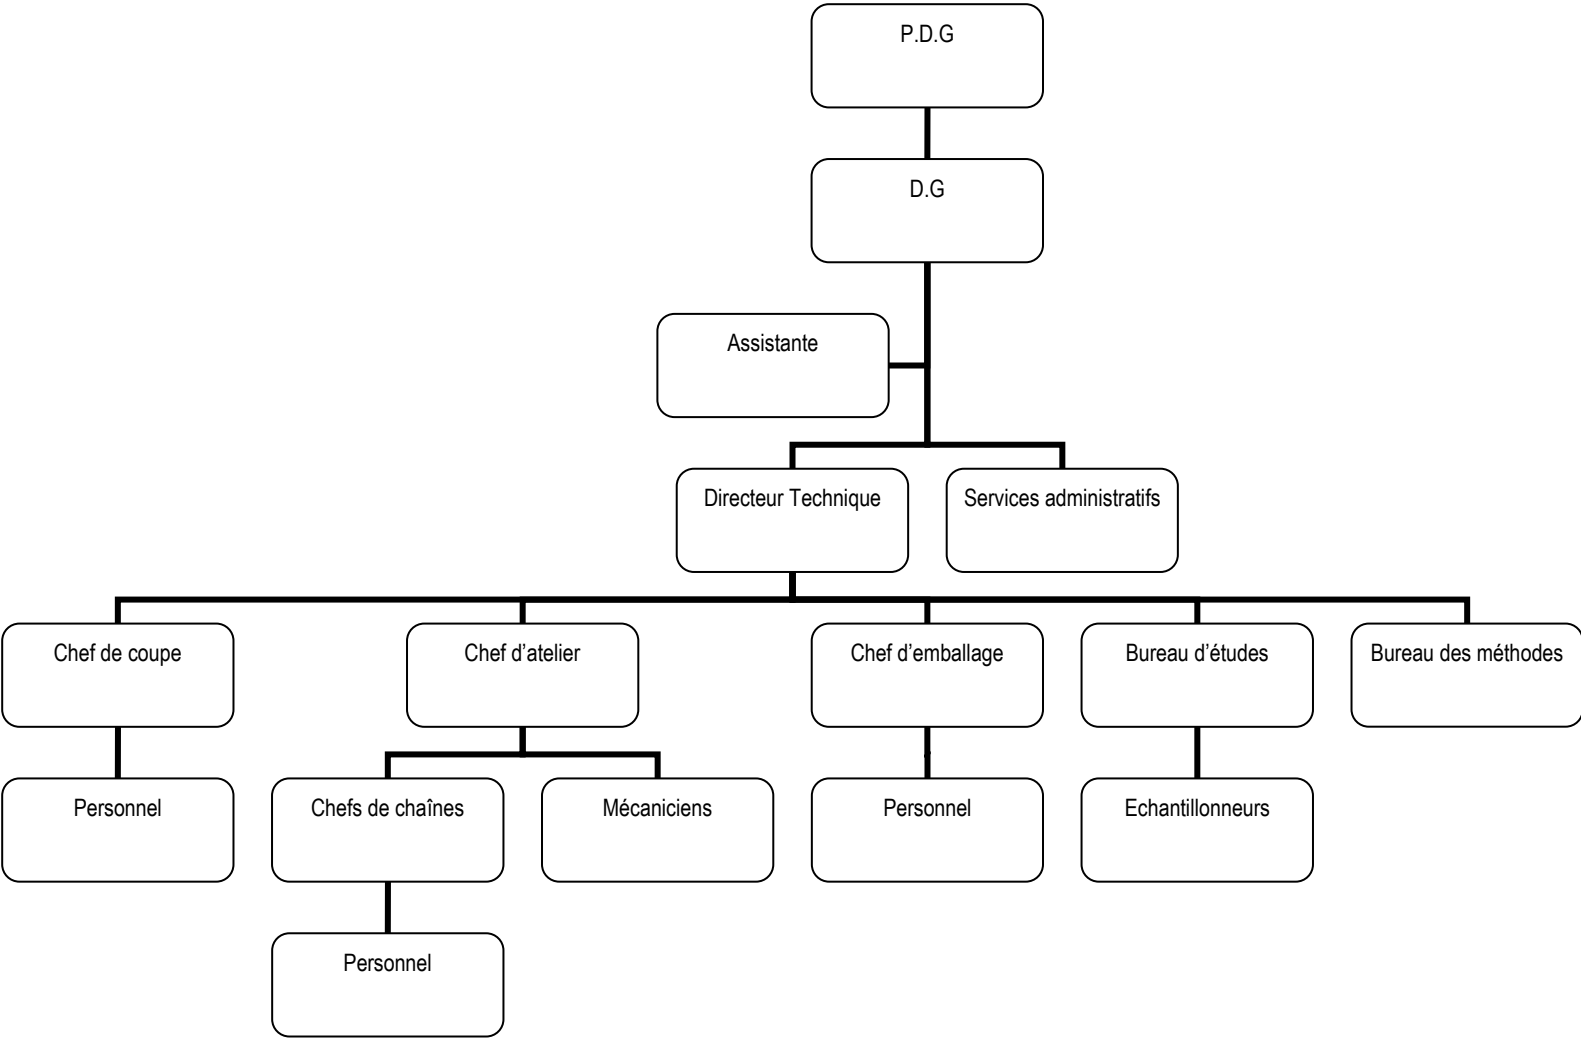 P.D.G
D.G
Assistante
Directeur Technique
Services administratifs
Chef de coupe
Chef d’atelier
Chef d’emballage
Bureau d’études
Bureau des méthodes
Personnel
Chefs de chaînes
Mécaniciens
Personnel
Echantillonneurs
Personnel